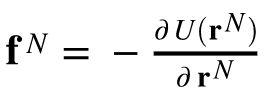 𝐟^N = − ∂U(𝐫^N) / ∂𝐫^N